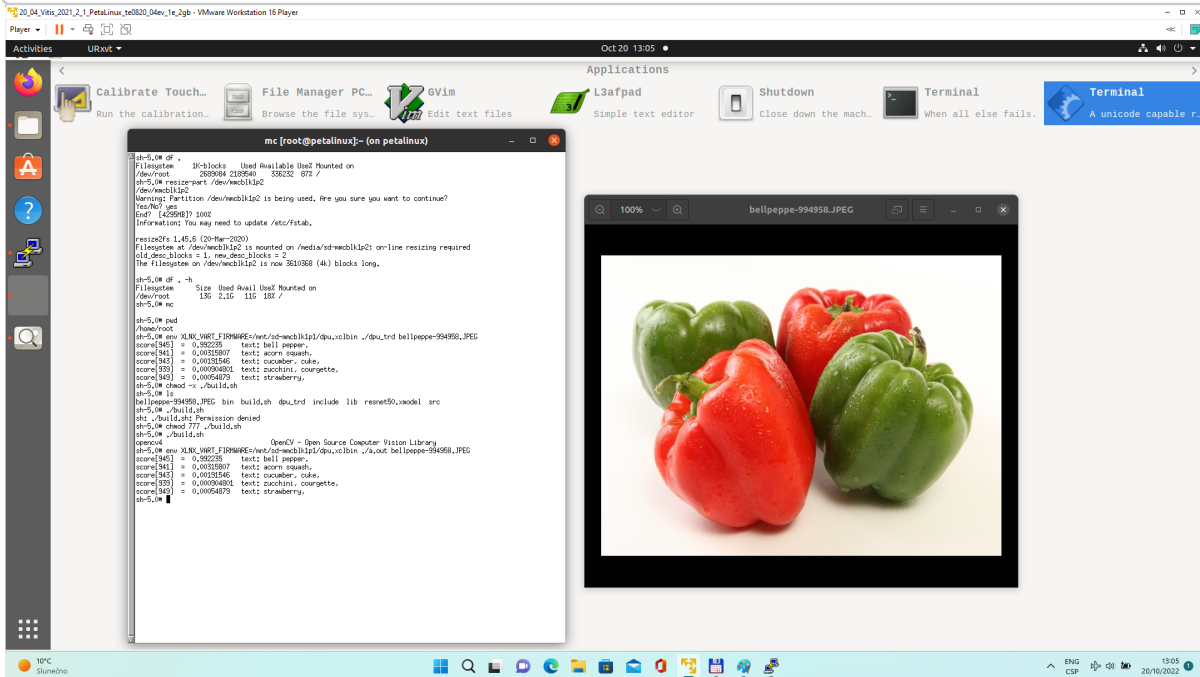 20_04_Vitis_2021_2_1_PetaLinux_te0820_04ev_1e_2gb - VMware Workstation 16 Player
Player
Activities URxvt Oct 20 13:05
Applications
Calibrate Touch… File Manager PC… GVim L3afpad Shutdown Terminal Terminal
Run the calibration… Browse the file sys… Edit text files Simple text editor Close down the mach… When all else fails. A unicode capable r…
mc [root@petalinux]:~ (on petalinux)
sh-5.0# df .
Filesystem 1K-blocks Used Available Use% Mounted on
/dev/root 2689084 2189540 336232 87% /
sh-5.0# resize-part /dev/mmcblk1p2
/dev/mmcblk1p2
Warning: Partition /dev/mmcblk1p2 is being used. Are you sure you want to continue?
Yes/No? yes
End? [4295MB]? 100%
Information: You may need to update /etc/fstab.
resize2fs 1.45.6 (20-Mar-2020)
Filesystem at /dev/mmcblk1p2 is mounted on /media/sd-mmcblk1p2; on-line resizing required
old_desc_blocks = 1, new_desc_blocks = 2
The filesystem on /dev/mmcblk1p2 is now 3610368 (4k) blocks long.
sh-5.0# df . -h
Filesystem Size Used Avail Use% Mounted on
/dev/root 13G 2.1G 11G 18% /
sh-5.0# mc
sh-5.0# pwd
/home/root
sh-5.0# env XLNX_VART_FIRMWARE=/mnt/sd-mmcblk1p1/dpu.xclbin ./dpu_trd bellpeppe-994958.JPEG
score[945] = 0.992235 text: bell pepper,
score[941] = 0.00315807 text: acorn squash,
score[943] = 0.00191546 text: cucumber, cuke,
score[939] = 0.000904801 text: zucchini, courgette,
score[949] = 0.00054879 text: strawberry,
sh-5.0# chmod -x ./build.sh
sh-5.0# ls
bellpeppe-994958.JPEG bin build.sh dpu_trd include lib resnet50.xmodel src
sh-5.0# ./build.sh
sh: ./build.sh: Permission denied
sh-5.0# chmod 777 ./build.sh
sh-5.0# ./build.sh
opencv4 OpenCV - Open Source Computer Vision Library
sh-5.0# env XLNX_VART_FIRMWARE=/mnt/sd-mmcblk1p1/dpu.xclbin ./a.out bellpeppe-994958.JPEG
score[945] = 0.992235 text: bell pepper,
score[941] = 0.00315807 text: acorn squash,
score[943] = 0.00191546 text: cucumber, cuke,
score[939] = 0.000904801 text: zucchini, courgette,
score[949] = 0.00054879 text: strawberry,
sh-5.0#
100% bellpeppe-994958.JPEG
10°C
Slunečno
ENG
CSP
13:05
20/10/2022
1